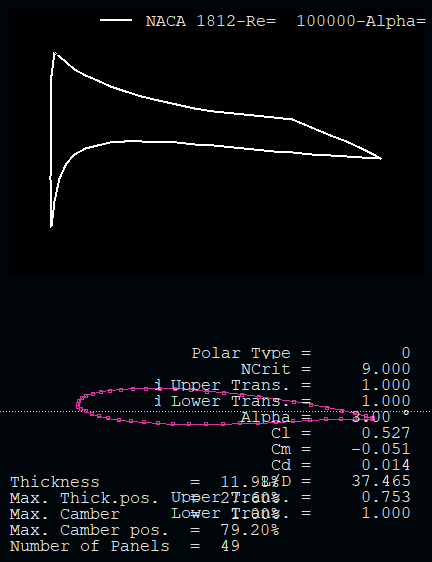 NACA 1812-Re= 100000-Alpha=
Polar Type = 0
NCrit = 9.000
Upper Trans. = 1.000
Lower Trans. = 1.000
Alpha = 3.00 °
Cl = 0.527
Cm = -0.051
Cd = 0.014
L/D = 37.465
Thickness = 11.98%
Upper Trans. = 0.753
Max. Thick.pos. = 27.60%
Lower Trans. = 1.000
Max. Camber =
Max. Camber pos. = 79.20%
Number of Panels = 49